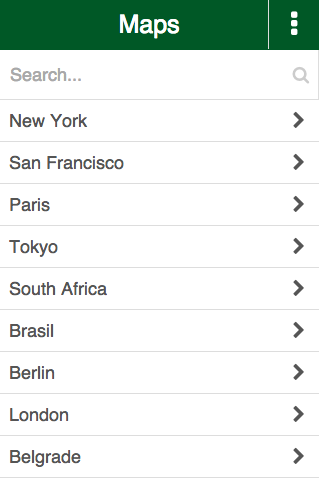 Maps
Search...
New York
San Francisco
Paris
Tokyo
South Africa
Brasil
Berlin
London
Belgrade